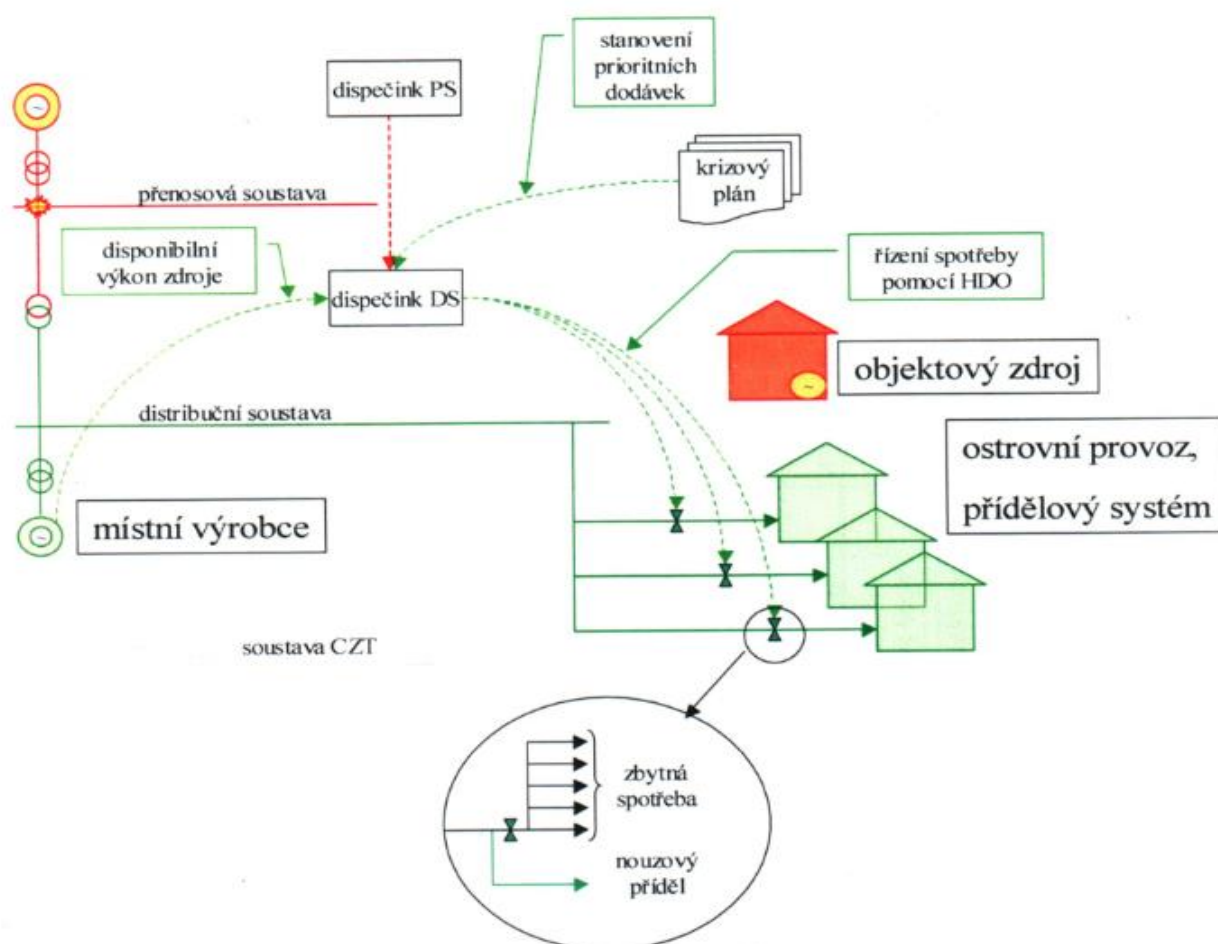 stanovení
prioritních
dodávek
dispečink PS
krizový
plán
přenosová soustava
disponibilní
výkon zdroje
dispečink DS
řízení spotřeby
pomocí HDO
objektový zdroj
distribuční soustava
ostrovní provoz,
přídělový systém
místní výrobce
soustava CZT
zbytná
spotřeba
nouzový
příděl